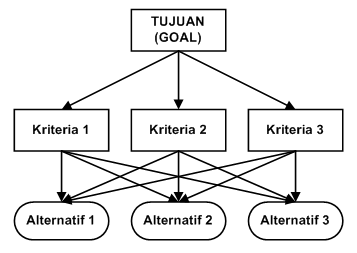 TUJUAN
(GOAL)
Kriteria 1
Kriteria 2
Kriteria 3
Alternatif 1
Alternatif 2
Alternatif 3